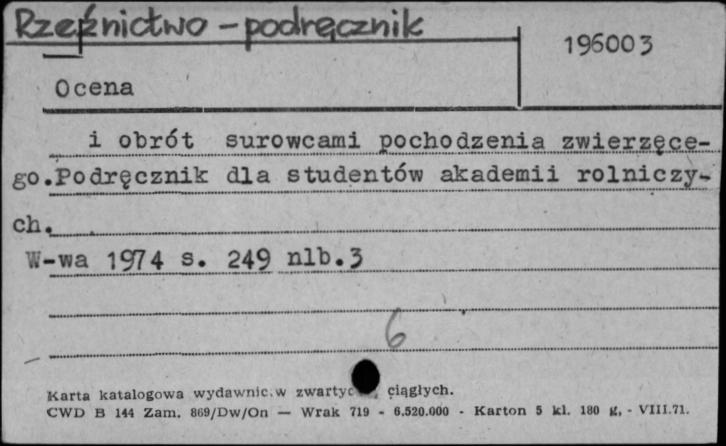 Rzeźnictwo - podręcznik
196003
Ocena
i obrót surowcami pochodzenia zwierzęce-
go.Podręcznik dla studentów akademii rolniczy-
ch.
W-wa 1974 s. 249 nlb.3
6
Karta katalogowa wydawnic. w zwartyc ciągłych.
CWD B 144 Zam. 869/Dw/On — Wrak 719 - 6.520.000 - Karton 5 kl. 180 g. - VIII.71.